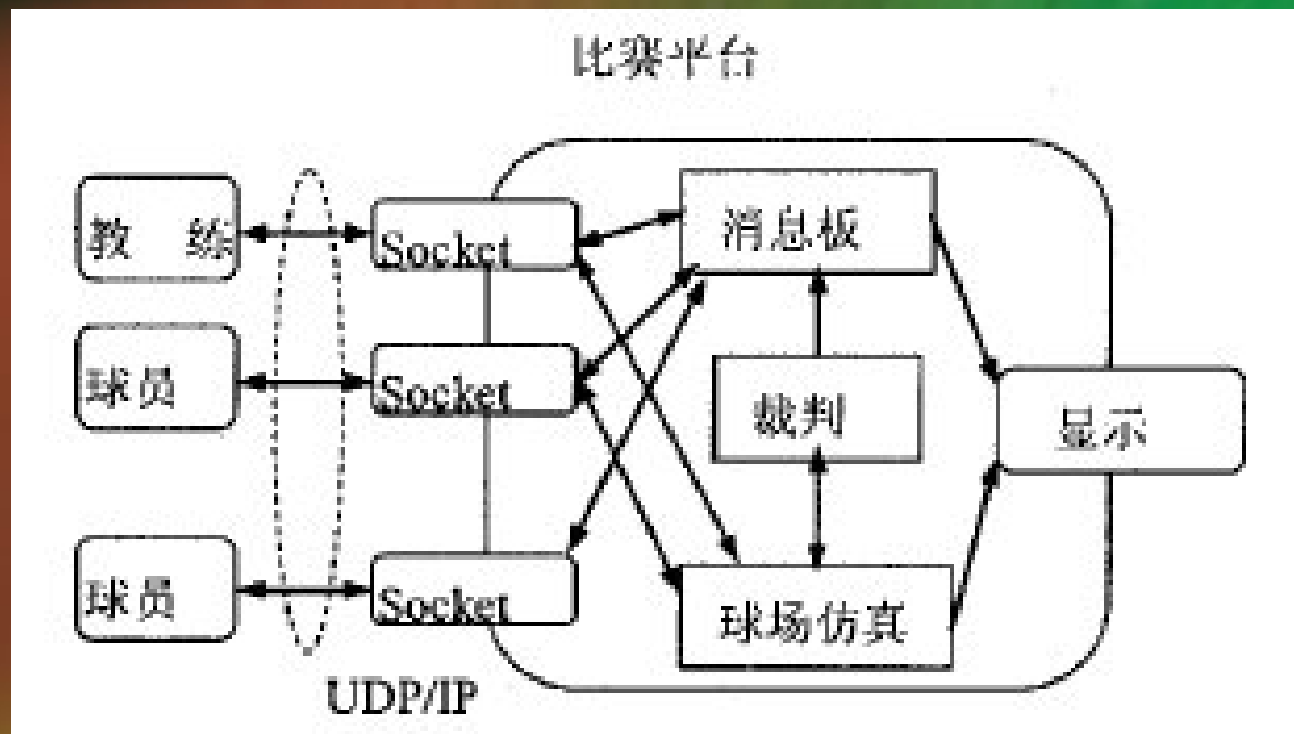 比赛平台
教 练
Socket
消息板
球员
Socket
裁判
显示
球员
Socket
球场仿真
UDP/IP